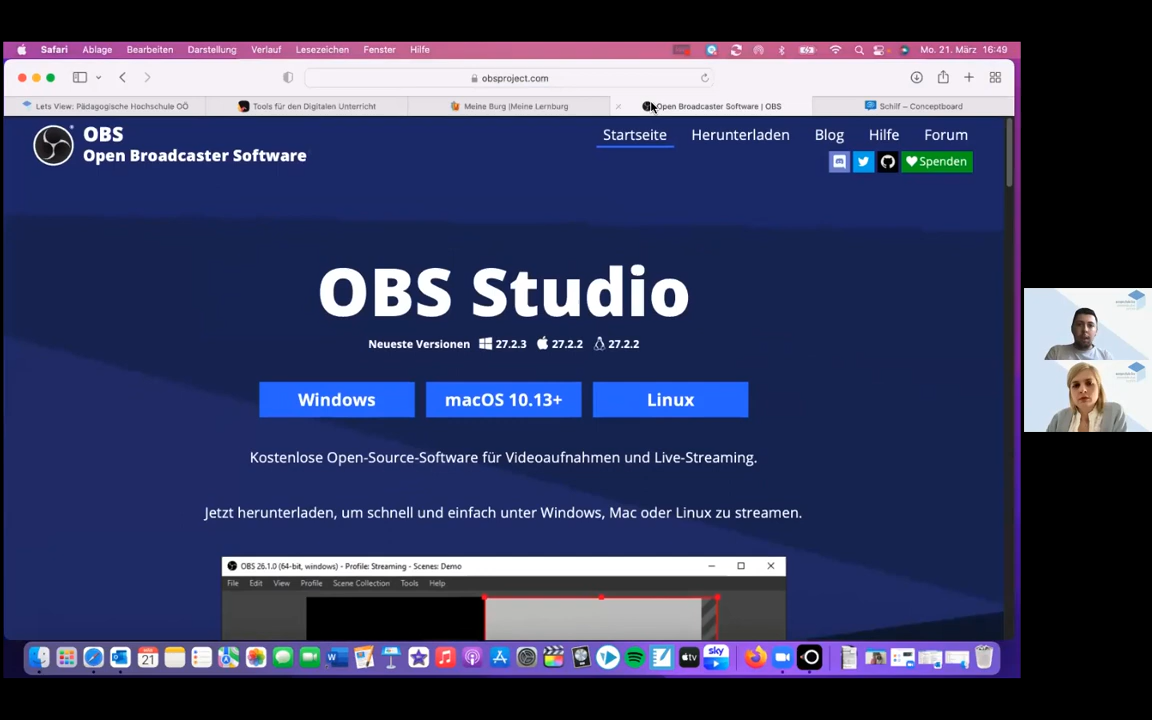 Safari Ablage Bearbeiten Darstellung Verlauf Lesezeichen Fenster Hilfe Mo. 21. März 16:49
obsproject.com
Lets View: Pädagogische Hochschule OÖ Tools für den Digitalen Unterricht Meine Burg |Meine Lernburg Open Broadcaster Software | OBS Schilf – Conceptboard
OBS
Open Broadcaster Software
Startseite Herunterladen Blog Hilfe Forum
Spenden
OBS Studio
Neueste Versionen 27.2.3 27.2.2 27.2.2
Windows macOS 10.13+ Linux
Kostenlose Open-Source-Software für Videoaufnahmen und Live-Streaming.
Jetzt herunterladen, um schnell und einfach unter Windows, Mac oder Linux zu streamen.
OBS 26.1.0 (64-bit, windows) - Profile: Streaming - Scenes: Demo
File Edit View Profile Scene Collection Tools Help
21 tv sky